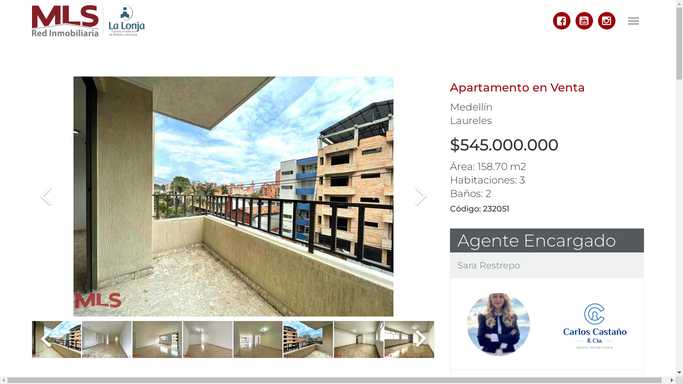 MLS
Red Inmobiliaria
La Lonja
Apartamento en Venta
Medellín
Laureles
$545.000.000
Área: 158.70 m2
Habitaciones: 3
Baños: 2
Código: 232051
Agente Encargado
Sara Restrepo
MLS
Carlos Castaño
& Cia.